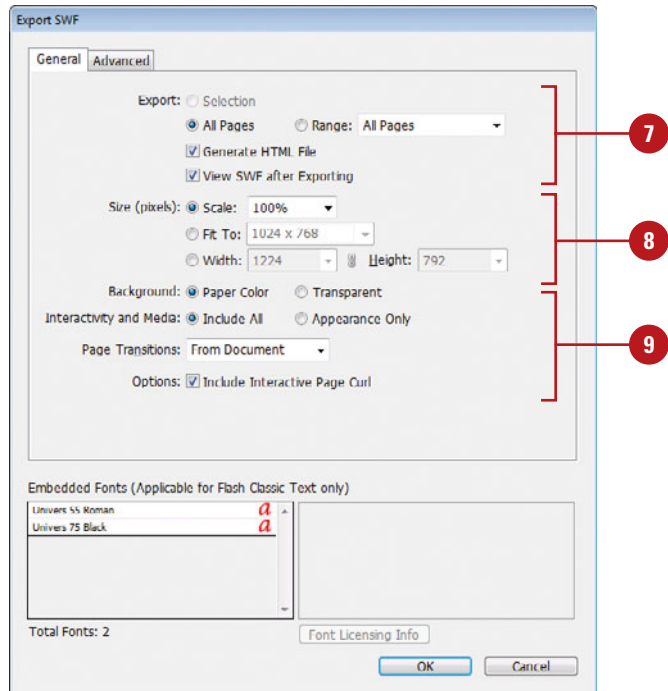 Export SWF
General Advanced
Export: Selection
All Pages Range: All Pages
Generate HTML File
View SWF after Exporting
7
Size (pixels): Scale: 100%
Fit To: 1024 x 768
Width: 1224 Height: 792
8
Background: Paper Color Transparent
Interactivity and Media: Include All Appearance Only
Page Transitions: From Document
Options: Include Interactive Page Curl
9
Embedded Fonts (Applicable for Flash Classic Text only)
Univers 55 Roman a
Univers 75 Black a
Total Fonts: 2 Font Licensing Info
OK Cancel